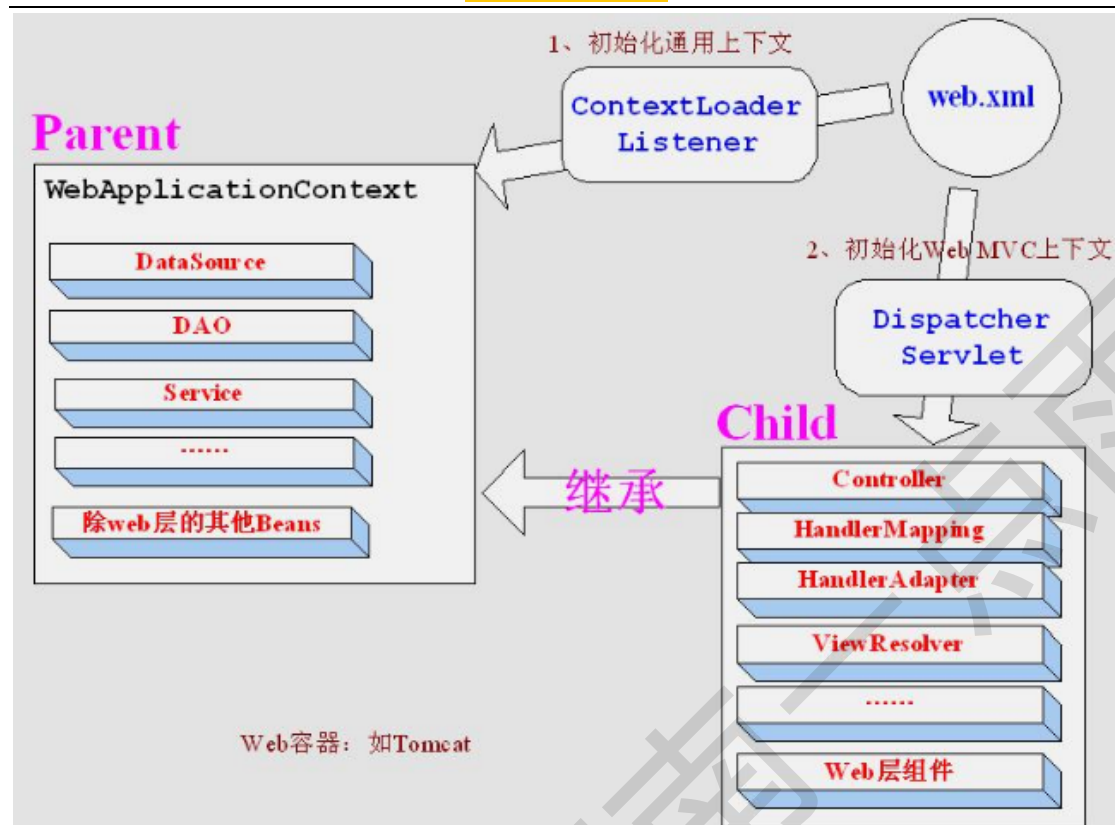 1、初始化通用上下文
web.xml
ContextLoader
Listener
Parent
WebApplicationContext
DataSource
DAO
Service
……
除web层的其他Beans
2、初始化Web MVC上下文
Dispatcher
Servlet
Child
继承
Controller
HandlerMapping
HandlerAdapter
ViewResolver
……
Web层组件
Web容器：如Tomcat